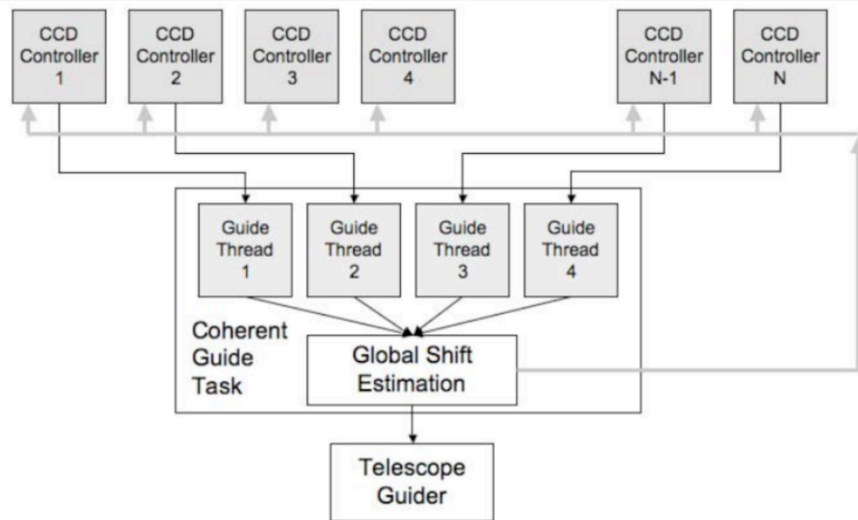 CCD
Controller
1
CCD
Controller
2
CCD
Controller
3
CCD
Controller
4
CCD
Controller
N-1
CCD
Controller
N
Guide
Thread
1
Guide
Thread
2
Guide
Thread
3
Guide
Thread
4
Coherent
Guide
Task
Global Shift
Estimation
Telescope
Guider